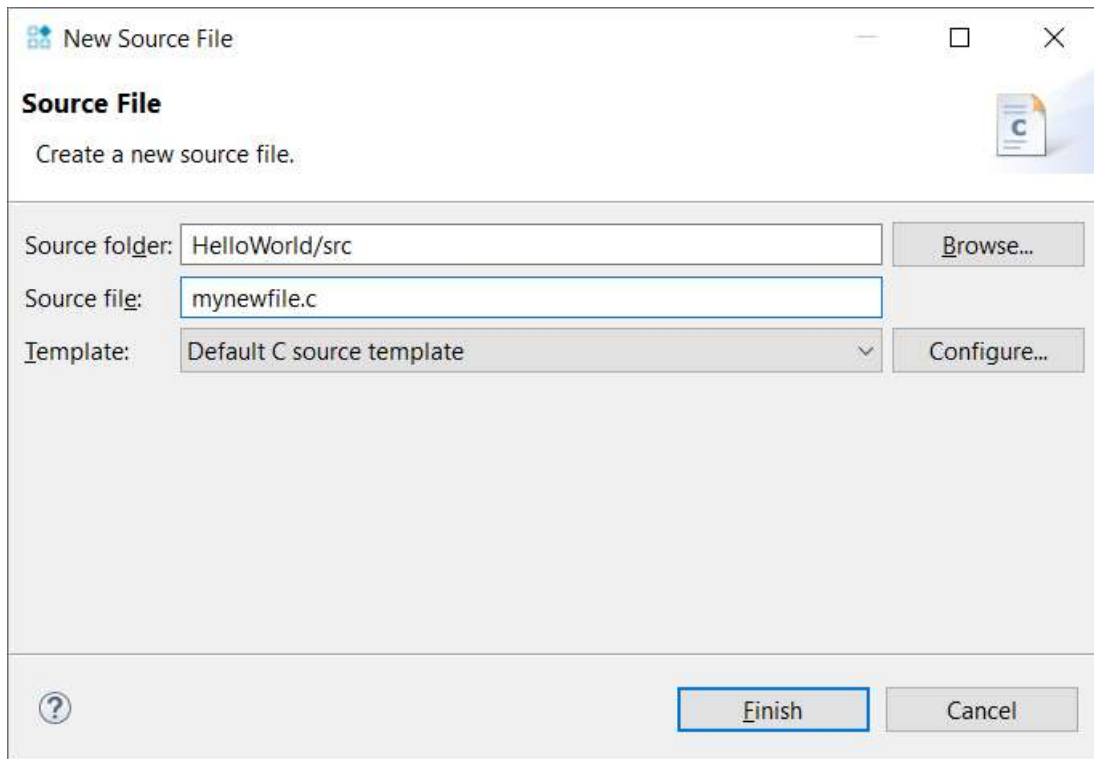 New Source File
Source File
Create a new source file.
C
Source folder: HelloWorld/src Browse...
Source file: mynewfile.c
Template: Default C source template Configure...
? Finish Cancel